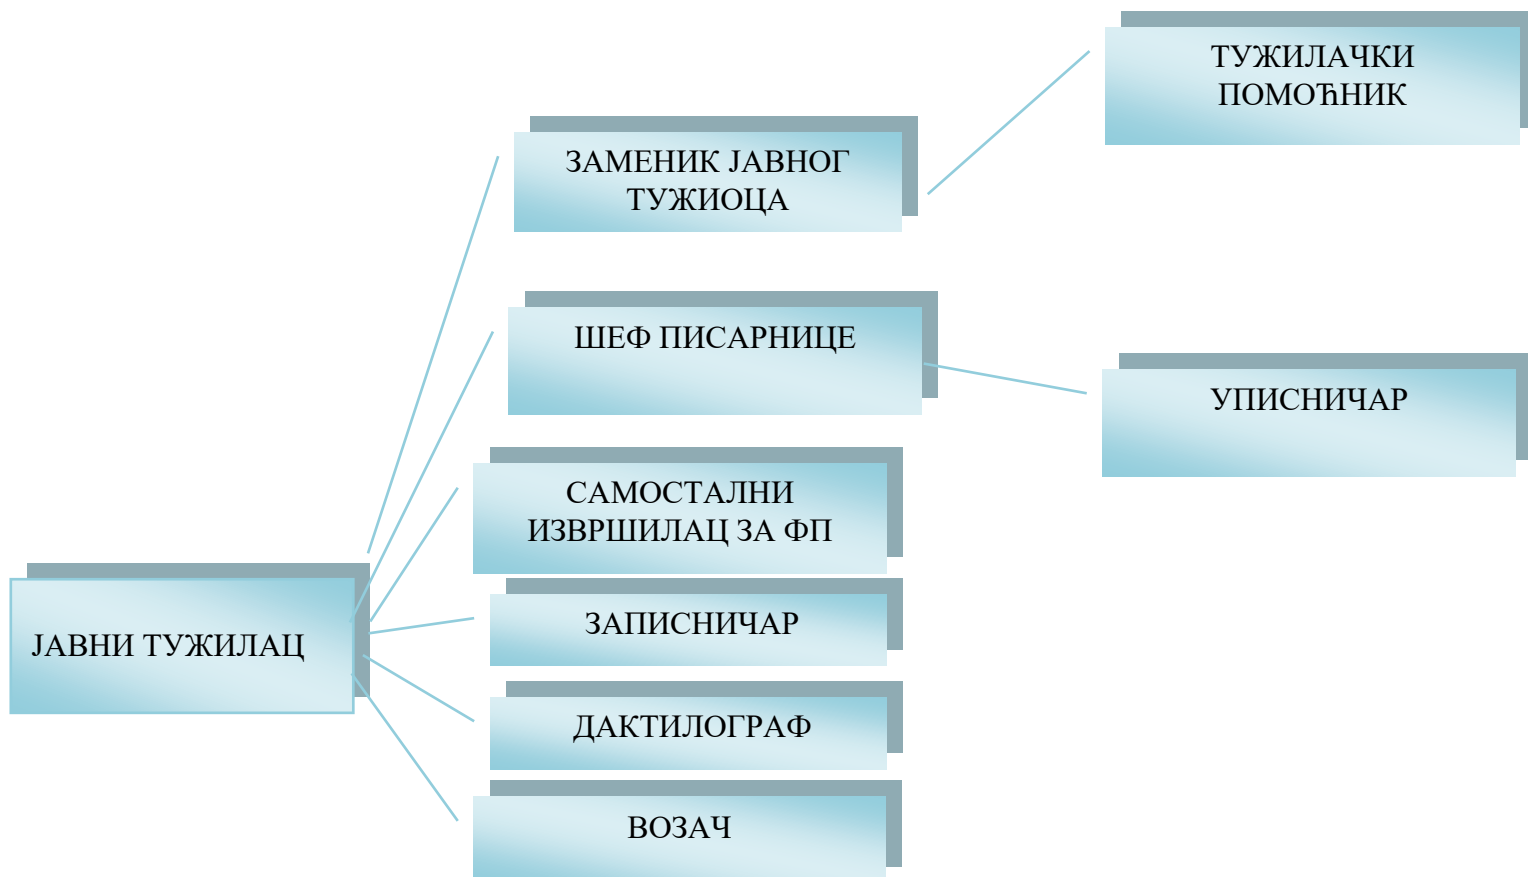 ТУЖИЛАЧКИ
ПОМОЋНИК
ЗАМЕНИК ЈАВНОГ
ТУЖИОЦА
ШЕФ ПИСАРНИЦЕ
УПИСНИЧАР
САМОСТАЛНИ
ИЗВРШИЛАЦ ЗА ФП
ЗАПИСНИЧАР
ЈАВНИ ТУЖИЛАЦ
ДАКТИЛОГРАФ
ВОЗАЧ